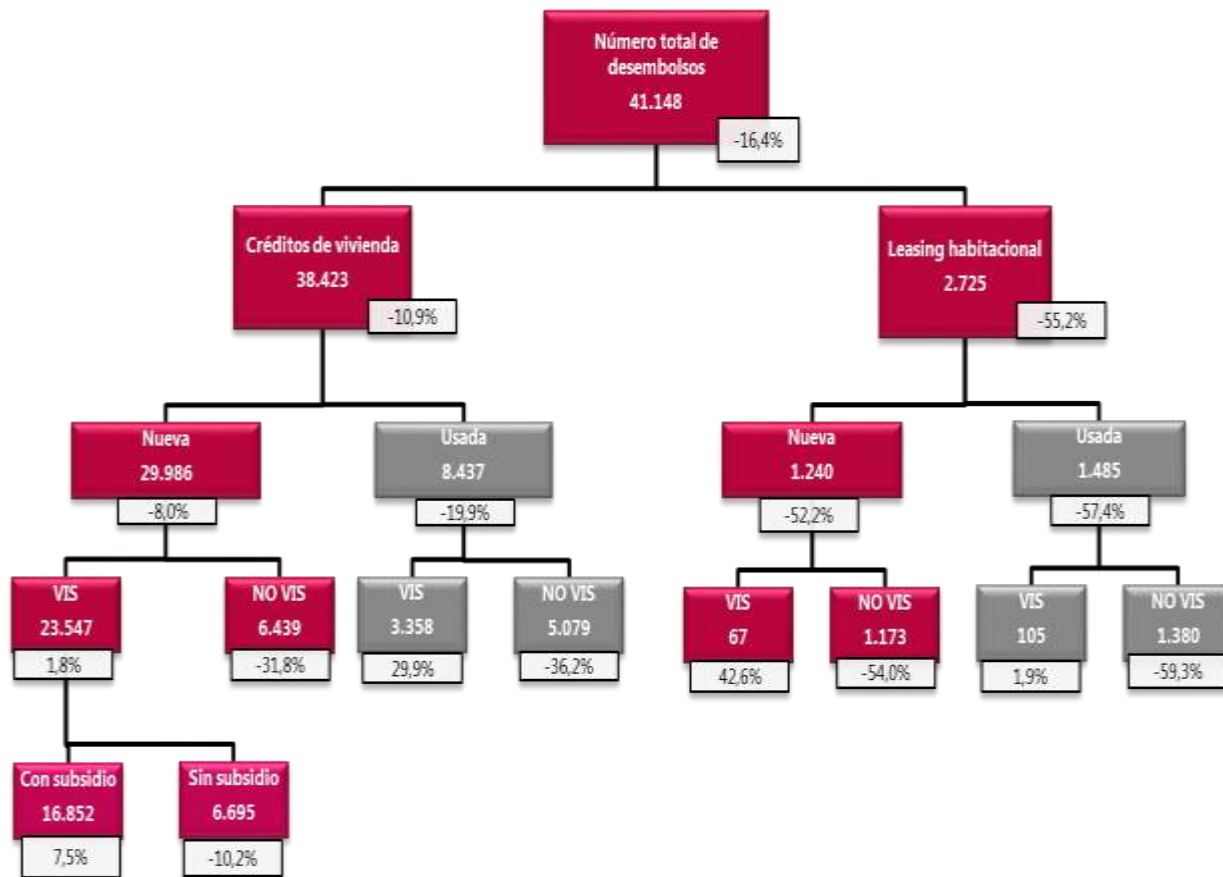 Número total de
desembolsos
41.148
-16,4%
Créditos de vivienda
38.423
-10,9%
Leasing habitacional
2.725
-55,2%
Nueva
29.986
-8,0%
Usada
8.437
-19,9%
Nueva
1.240
-52,2%
Usada
1.485
-57,4%
VIS
23.547
1,8%
NO VIS
6.439
-31,8%
VIS
3.358
29,9%
NO VIS
5.079
-36,2%
VIS
67
42,6%
NO VIS
1.173
-54,0%
VIS
105
1,9%
NO VIS
1.380
-59,3%
Con subsidio
16.852
7,5%
Sin subsidio
6.695
-10,2%